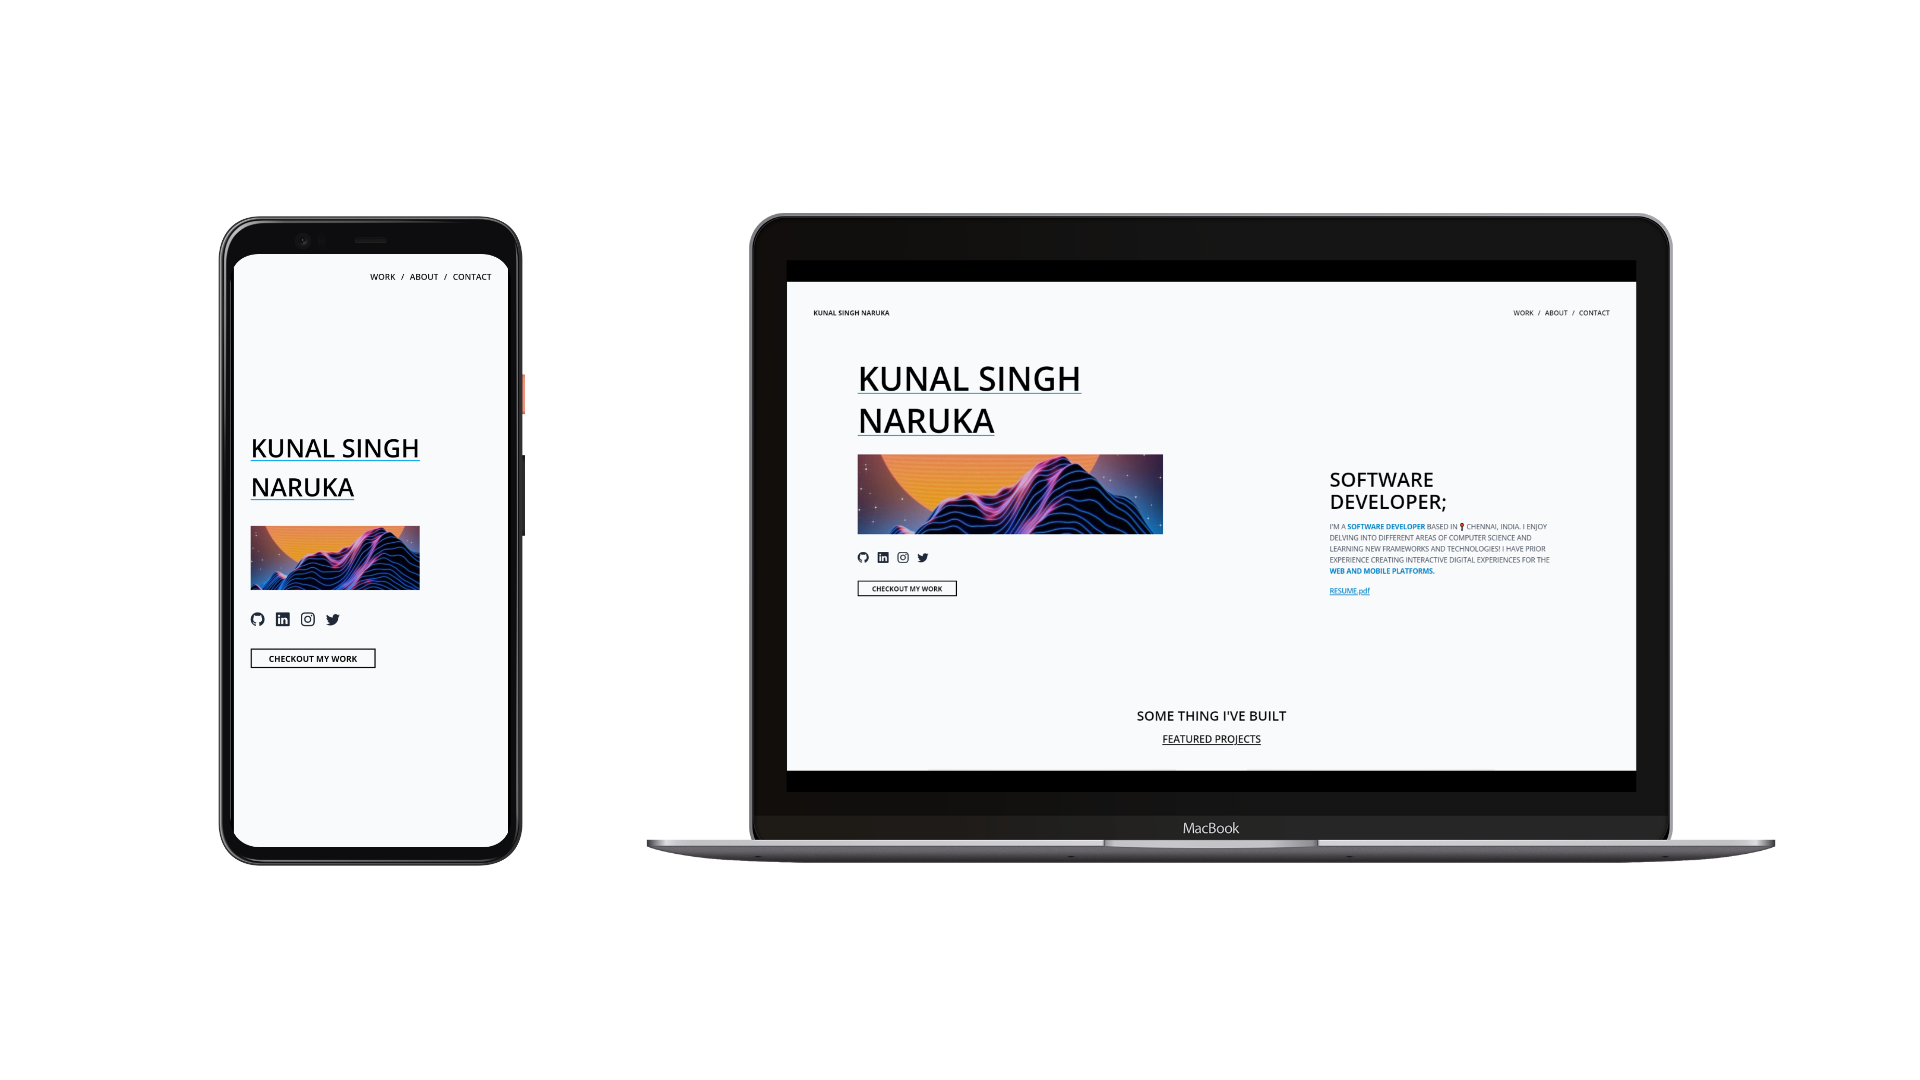 WORK / ABOUT / CONTACT
KUNAL SINGH
NARUKA
CHECKOUT MY WORK
KUNAL SINGH NARUKA
WORK / ABOUT / CONTACT
KUNAL SINGH
NARUKA
CHECKOUT MY WORK
SOFTWARE
DEVELOPER;
I'M A SOFTWARE DEVELOPER BASED IN 📍 CHENNAI, INDIA. I ENJOY
DELVING INTO DIFFERENT AREAS OF COMPUTER SCIENCE AND
LEARNING NEW FRAMEWORKS AND TECHNOLOGIES! I HAVE PRIOR
EXPERIENCE CREATING INTERACTIVE DIGITAL EXPERIENCES FOR THE
WEB AND MOBILE PLATFORMS.
RESUME.pdf
SOME THING I'VE BUILT
FEATURED PROJECTS
MacBook